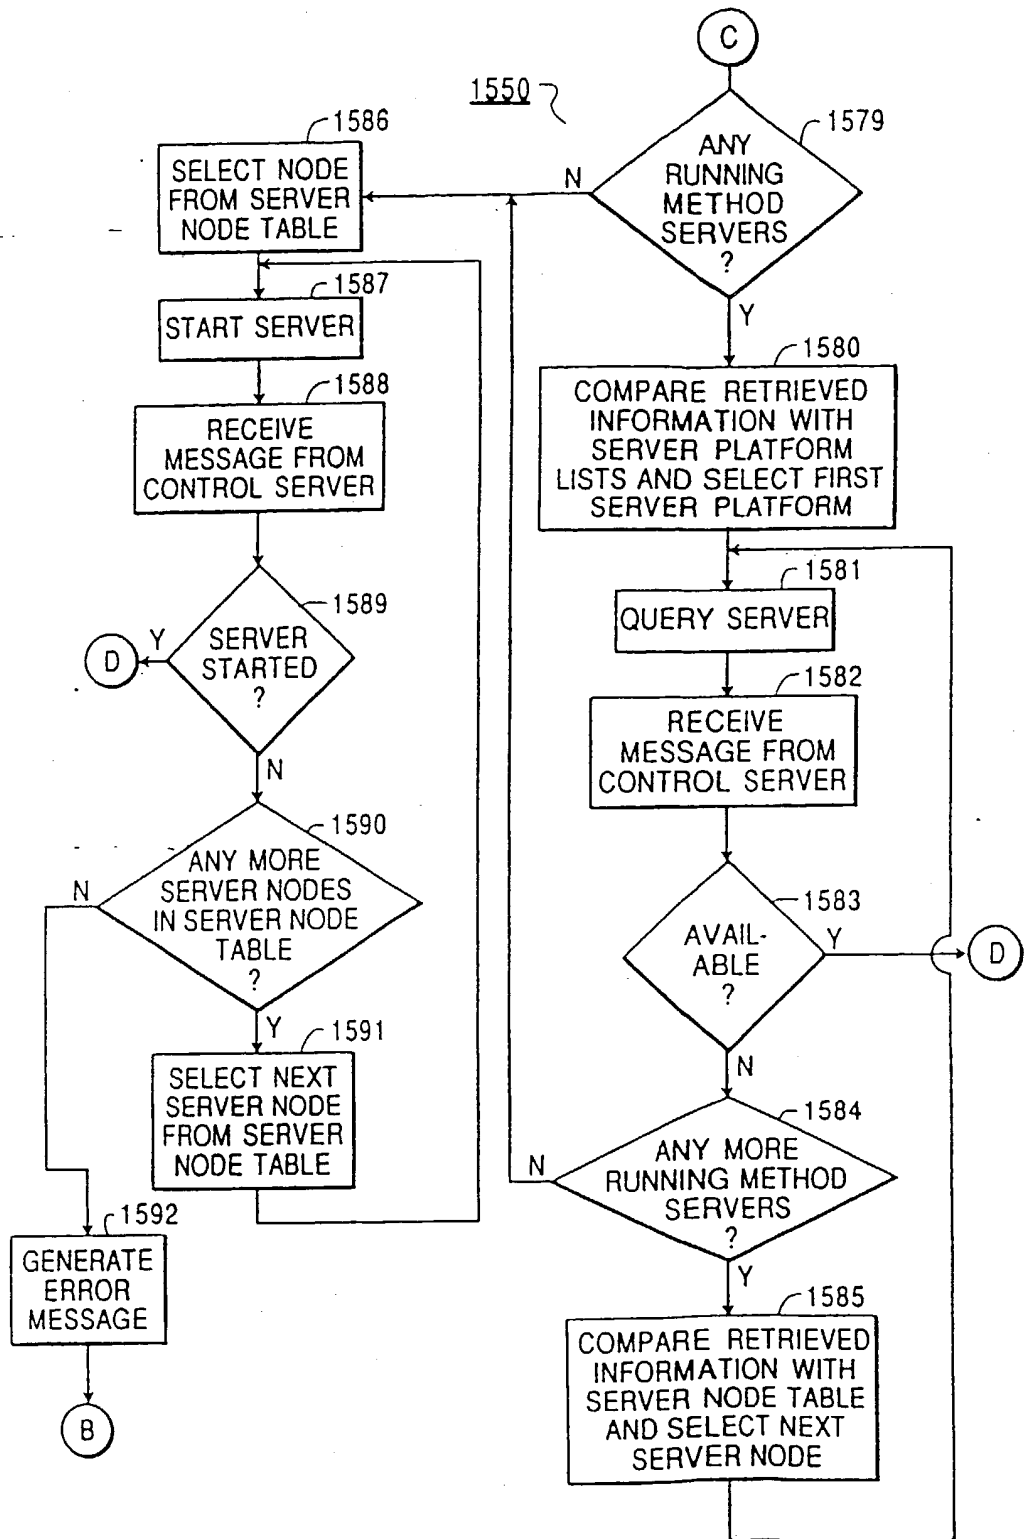 C
1550
1579
ANY
RUNNING
METHOD
SERVERS
?
N
Y
1586
SELECT NODE
FROM SERVER
NODE TABLE
1587
START SERVER
1588
RECEIVE
MESSAGE FROM
CONTROL SERVER
1589
SERVER
STARTED
?
Y
D
N
1590
ANY MORE
SERVER NODES
IN SERVER NODE
TABLE
?
N
Y
1591
SELECT NEXT
SERVER NODE
FROM SERVER
NODE TABLE
1592
GENERATE
ERROR
MESSAGE
B
1580
COMPARE RETRIEVED
INFORMATION WITH
SERVER PLATFORM
LISTS AND SELECT FIRST
SERVER PLATFORM
1581
QUERY SERVER
1582
RECEIVE
MESSAGE FROM
CONTROL SERVER
1583
AVAIL-
ABLE
?
Y
D
N
1584
ANY MORE
RUNNING METHOD
SERVERS
?
N
Y
1585
COMPARE RETRIEVED
INFORMATION WITH
SERVER NODE TABLE
AND SELECT NEXT
SERVER NODE